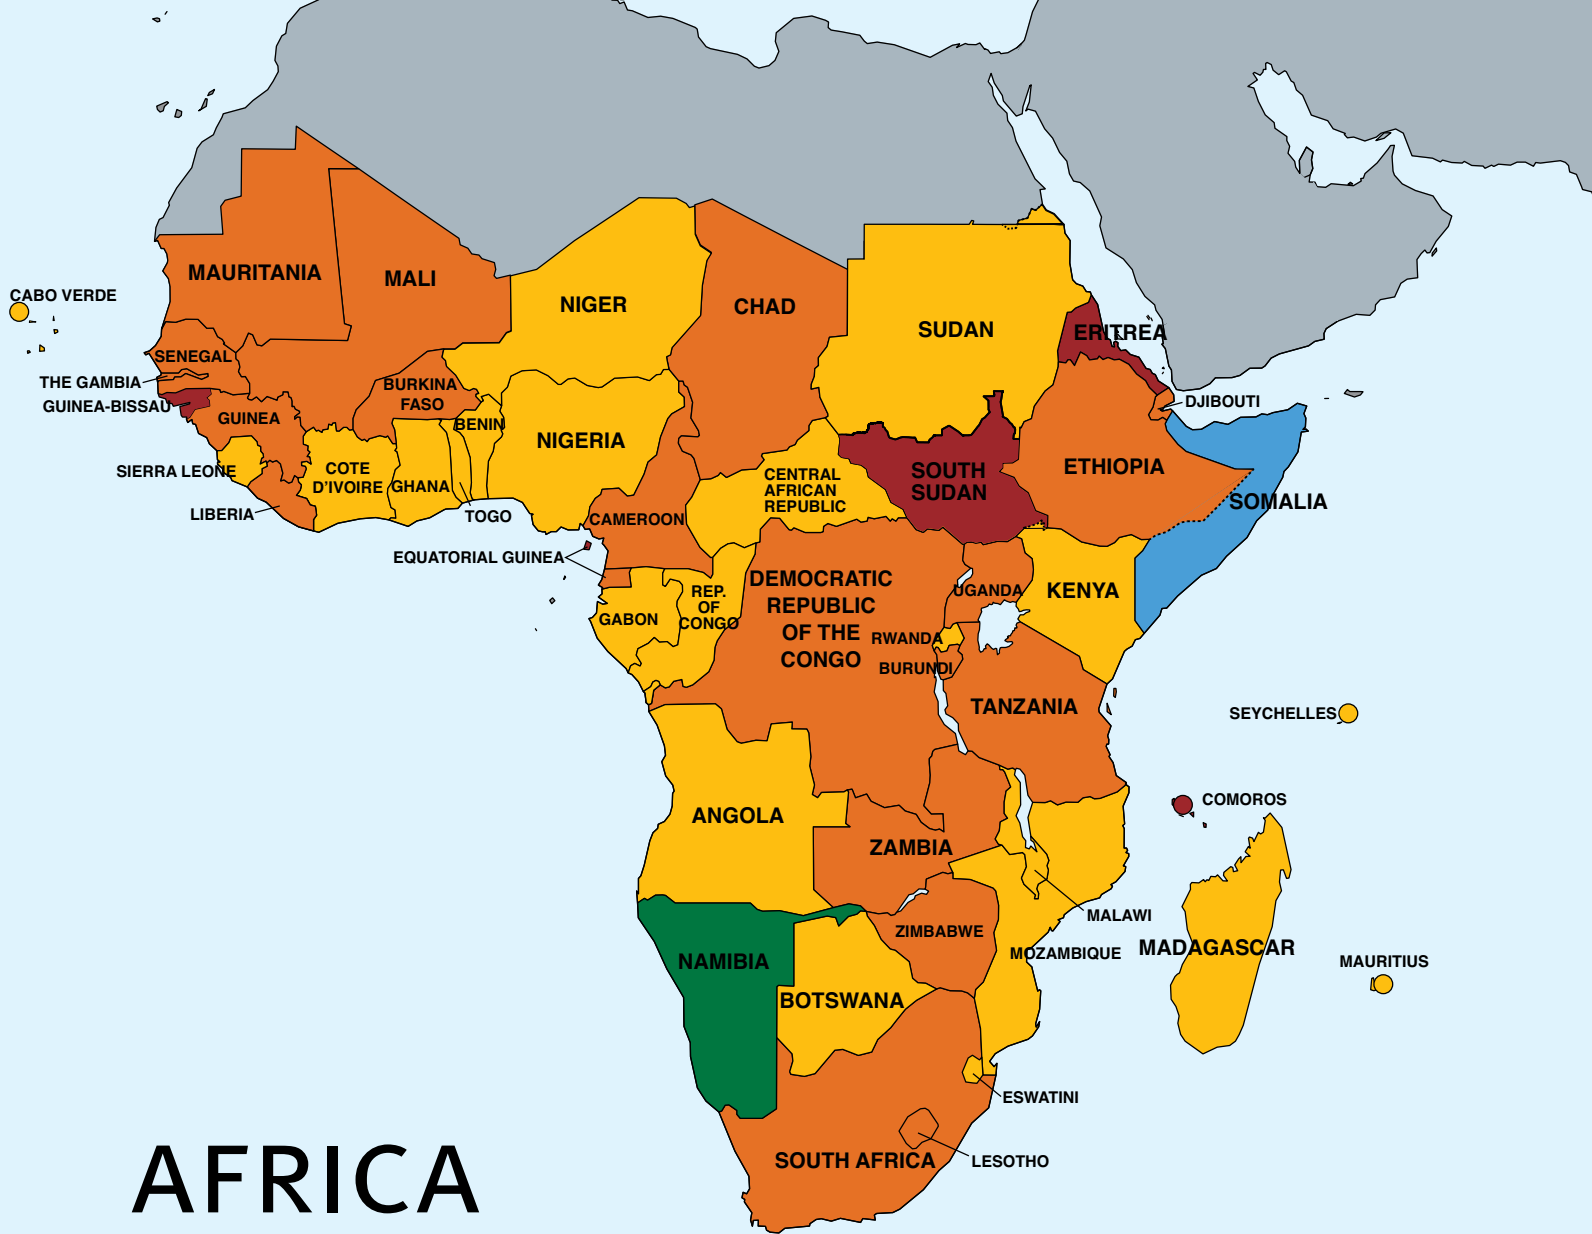 MAURITANIA
MALI
NIGER
CHAD
SUDAN
ERITREA
CABO VERDE
SENEGAL
THE GAMBIA
GUINEA-BISSAU
GUINEA
BURKINA
FASO
BENIN
NIGERIA
DJIBOUTI
SIERRA LEONE
COTE
D'IVOIRE
GHANA
LIBERIA
TOGO
CAMEROON
CENTRAL
AFRICAN
REPUBLIC
SOUTH
SUDAN
ETHIOPIA
SOMALIA
EQUATORIAL GUINEA
GABON
REP.
OF
CONGO
DEMOCRATIC
REPUBLIC
OF THE
CONGO
UGANDA
KENYA
RWANDA
BURUNDI
TANZANIA
SEYCHELLES
COMOROS
ANGOLA
ZAMBIA
MALAWI
ZIMBABWE
MOZAMBIQUE
MADAGASCAR
MAURITIUS
NAMIBIA
BOTSWANA
ESWATINI
SOUTH AFRICA
LESOTHO
AFRICA